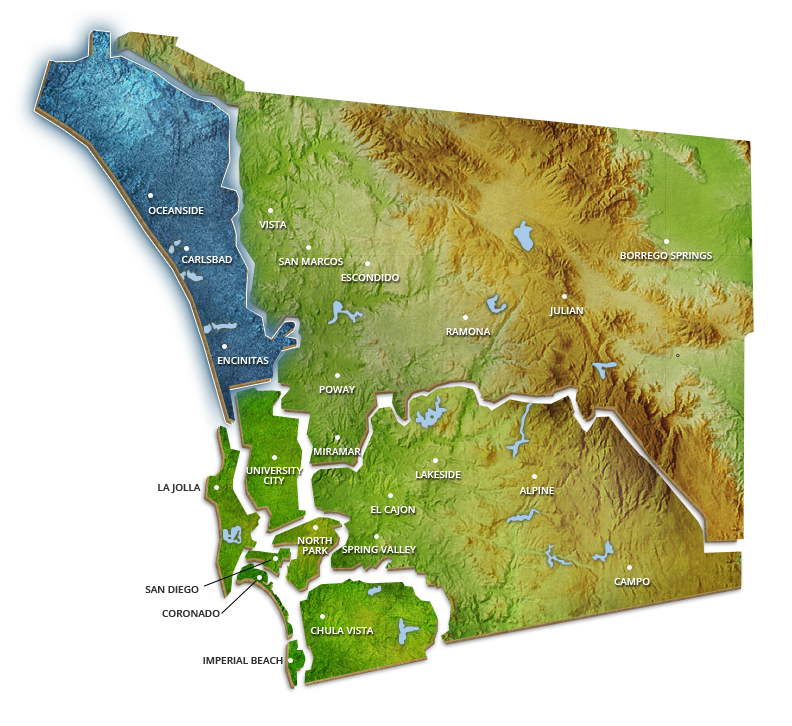 OCEANSIDE
VISTA
CARLSBAD
SAN MARCOS
ESCONDIDO
BORREGO SPRINGS
JULIAN
RAMONA
ENCINITAS
POWAY
MIRAMAR
UNIVERSITY
CITY
LA JOLLA
LAKESIDE
ALPINE
EL CAJON
NORTH
PARK
SPRING VALLEY
CAMPO
SAN DIEGO
CORONADO
CHULA VISTA
IMPERIAL BEACH